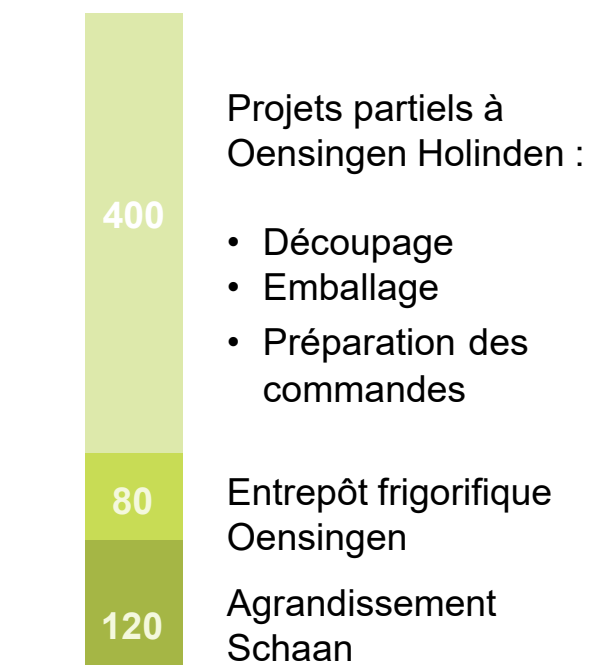 400
Projets partiels à
Oensingen Holinden :
• Découpage
• Emballage
• Préparation des
commandes
80
Entrepôt frigorifique
Oensingen
120
Agrandissement
Schaan